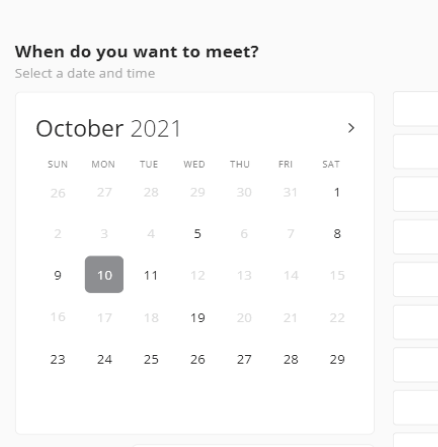 When do you want to meet?
Select a date and time
October 2021 >
SUN MON TUE WED THU FRI SAT
26 27 28 29 30 31 1
2 3 4 5 6 7 8
9 10 11 12 13 14 15
16 17 18 19 20 21 22
23 24 25 26 27 28 29